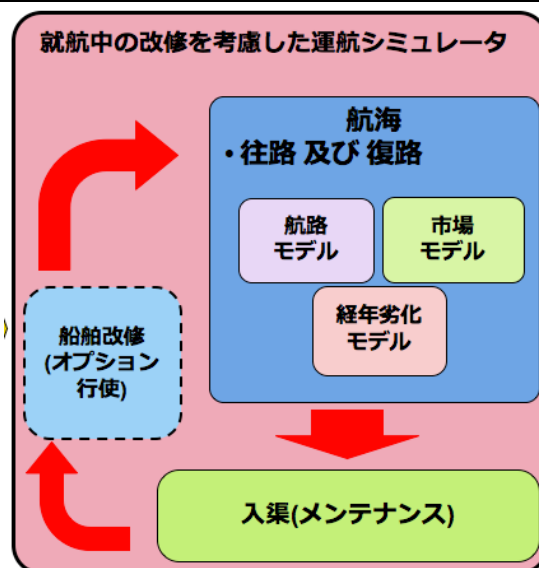 就航中の改修を考慮した運航シミュレータ
航海
・往路 及び 復路
航路
モデル
市場
モデル
経年劣化
モデル
船舶改修
(オプション
行使)
入渠(メンテナンス)